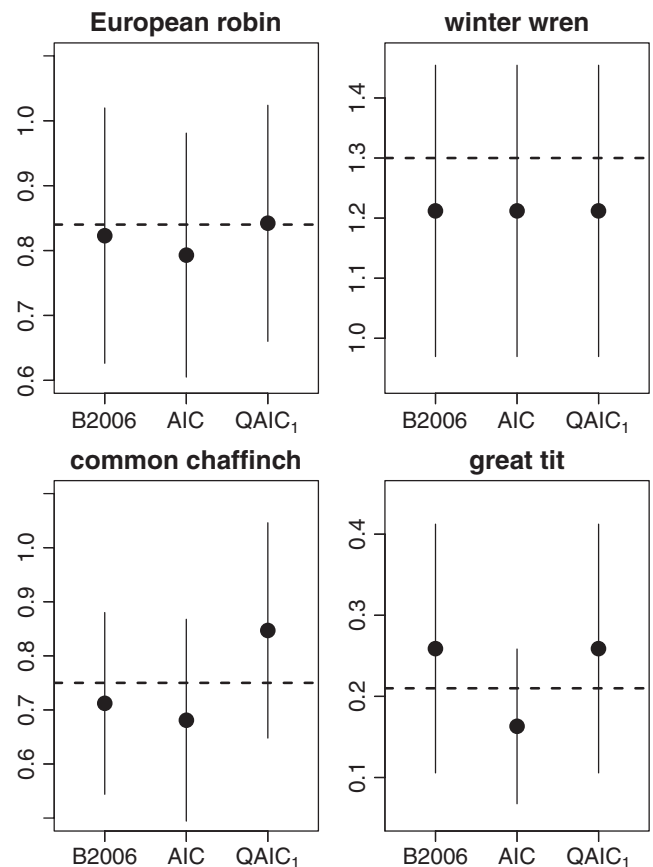 European robin
1.0
0.9
0.8
0.7
0.6
B2006 AIC QAIC₁
winter wren
1.4
1.3
1.2
1.1
1.0
B2006 AIC QAIC₁
common chaffinch
1.0
0.9
0.8
0.7
0.6
B2006 AIC QAIC₁
great tit
0.4
0.3
0.2
0.1
B2006 AIC QAIC₁